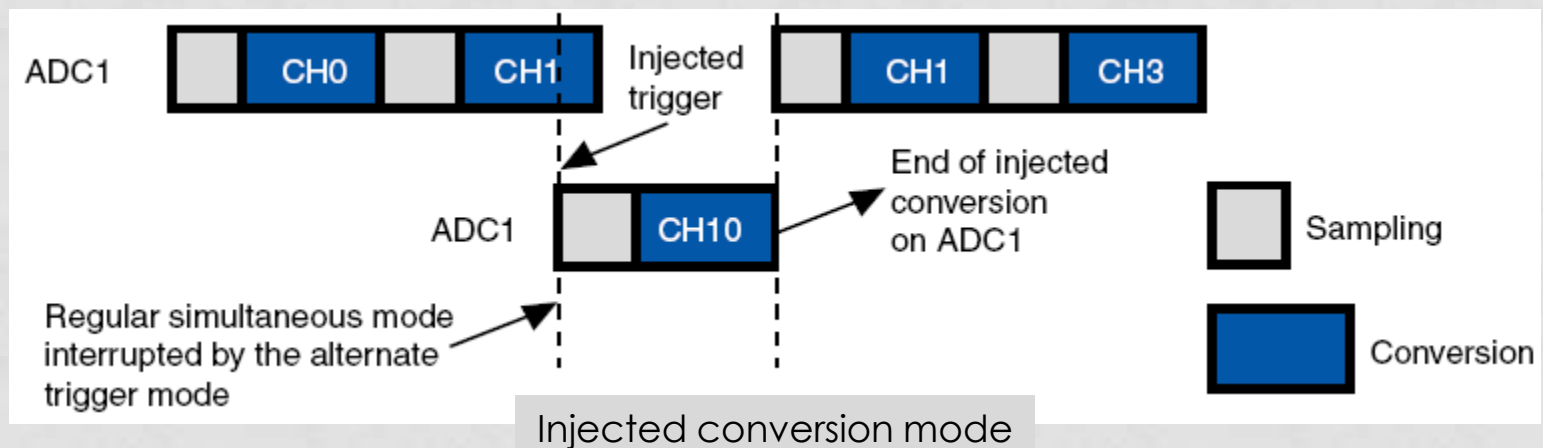 ADC1
CH0
CH1
Injected
trigger
CH1
CH3
ADC1
CH10
End of injected
conversion
on ADC1
Sampling
Regular simultaneous mode
interrupted by the alternate
trigger mode
Conversion
Injected conversion mode